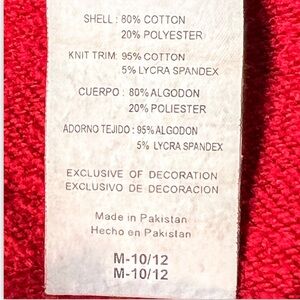 SHELL : 80% COTTON
20% POLYESTER
KNIT TRIM: 95% COTTON
5% LYCRA SPANDEX
CUERPO : 80% ALGODON
20% POLIESTER
ADORNO TEJIDO : 95% ALGODON
5% LYCRA SPANDEX
EXCLUSIVE OF DECORATION
EXCLUSIVO DE DECORACION
Made in Pakistan
Hecho en Pakistan
M-10/12
M-10/12